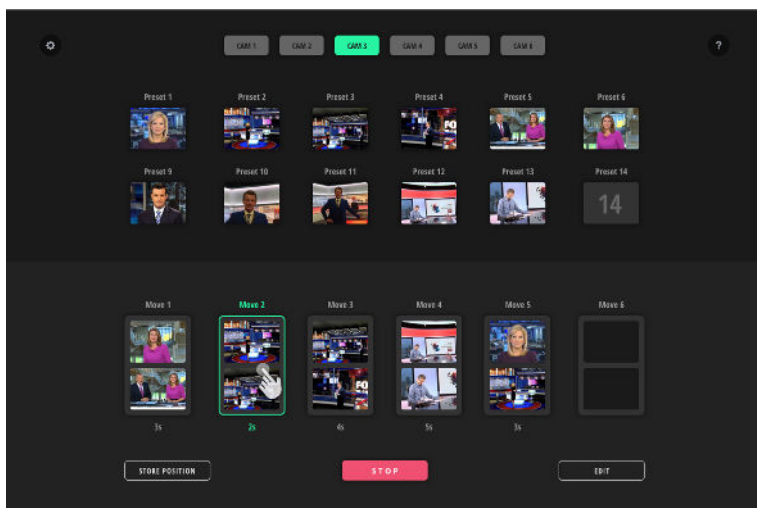 CAM 1 CAM 2 CAM 3 CAM 4 CAM 5 CAM 6 ?
Preset 1 Preset 2 Preset 3 Preset 4 Preset 5 Preset 6
Preset 9 Preset 10 Preset 11 Preset 12 Preset 13 Preset 14
14
Move 1 Move 2 Move 3 Move 4 Move 5 Move 6
3s 2s 4s 5s 3s
STORE POSITION STOP EDIT